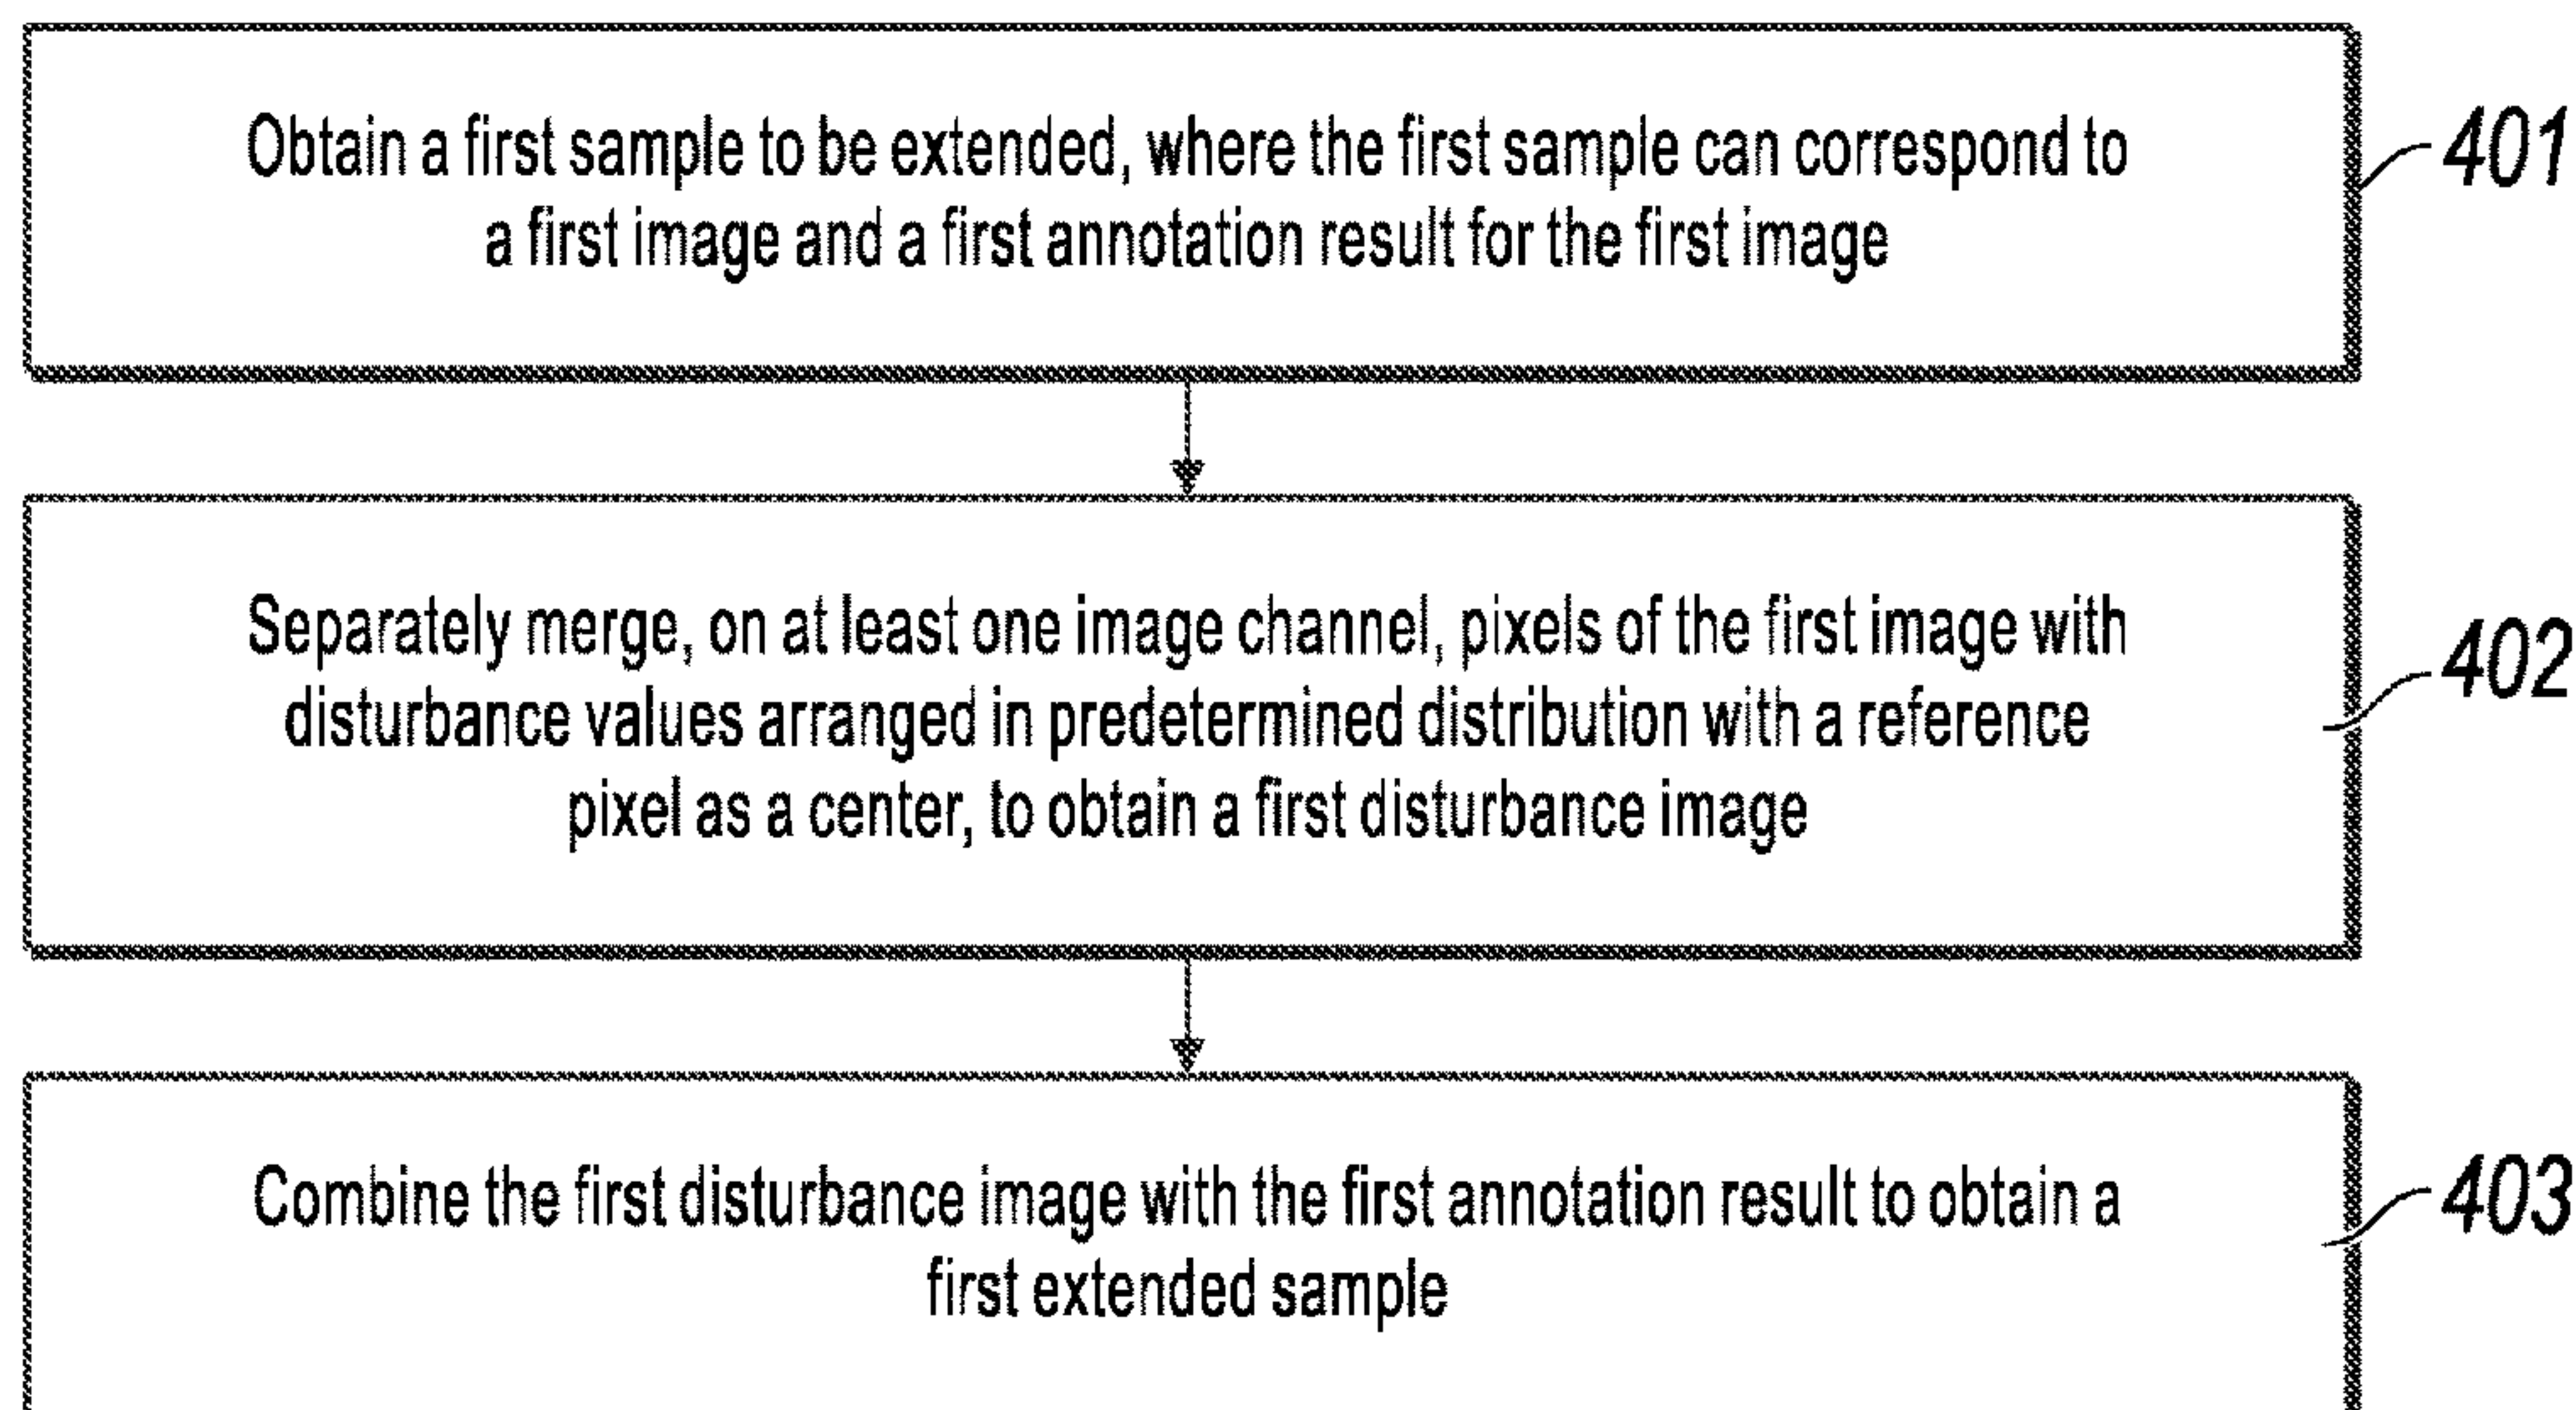 Obtain a first sample to be extended, where the first sample can correspond to
a first image and a first annotation result for the first image
401
Separately merge, on at least one image channel, pixels of the first image with
disturbance values arranged in predetermined distribution with a reference
pixel as a center, to obtain a first disturbance image
402
Combine the first disturbance image with the first annotation result to obtain a
first extended sample
403